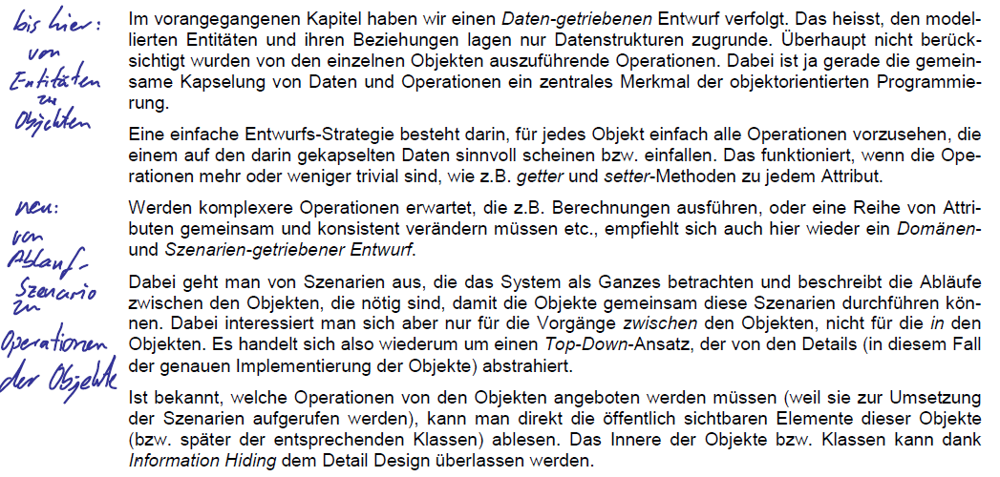 bis hier:
von
Entitäten
zu
Objekten
Im vorangegangenen Kapitel haben wir einen Daten-getriebenen Entwurf verfolgt. Das heisst, den model-
lierten Entitäten und ihren Beziehungen lagen nur Datenstrukturen zugrunde. Überhaupt nicht berück-
sichtigt wurden von den einzelnen Objekten auszuführende Operationen. Dabei ist ja gerade die gemein-
same Kapselung von Daten und Operationen ein zentrales Merkmal der objektorientierten Programmie-
rung.
Eine einfache Entwurfs-Strategie besteht darin, für jedes Objekt einfach alle Operationen vorzusehen, die
einem auf den darin gekapselten Daten sinnvoll scheinen bzw. einfallen. Das funktioniert, wenn die Ope-
rationen mehr oder weniger trivial sind, wie z.B. getter und setter-Methoden zu jedem Attribut.
neu:
von
Ablauf-
Szenario
zu
Operationen
der Objekte
Werden komplexere Operationen erwartet, die z.B. Berechnungen ausführen, oder eine Reihe von Attri-
buten gemeinsam und konsistent verändern müssen etc., empfiehlt sich auch hier wieder ein Domänen-
und Szenarien-getriebener Entwurf.
Dabei geht man von Szenarien aus, die das System als Ganzes betrachten und beschreibt die Abläufe
zwischen den Objekten, die nötig sind, damit die Objekte gemeinsam diese Szenarien durchführen kön-
nen. Dabei interessiert man sich aber nur für die Vorgänge zwischen den Objekten, nicht für die in den
Objekten. Es handelt sich also wiederum um einen Top-Down-Ansatz, der von den Details (in diesem Fall
der genauen Implementierung der Objekte) abstrahiert.
Ist bekannt, welche Operationen von den Objekten angeboten werden müssen (weil sie zur Umsetzung
der Szenarien aufgerufen werden), kann man direkt die öffentlich sichtbaren Elemente dieser Objekte
(bzw. später der entsprechenden Klassen) ablesen. Das Innere der Objekte bzw. Klassen kann dank
Information Hiding dem Detail Design überlassen werden.